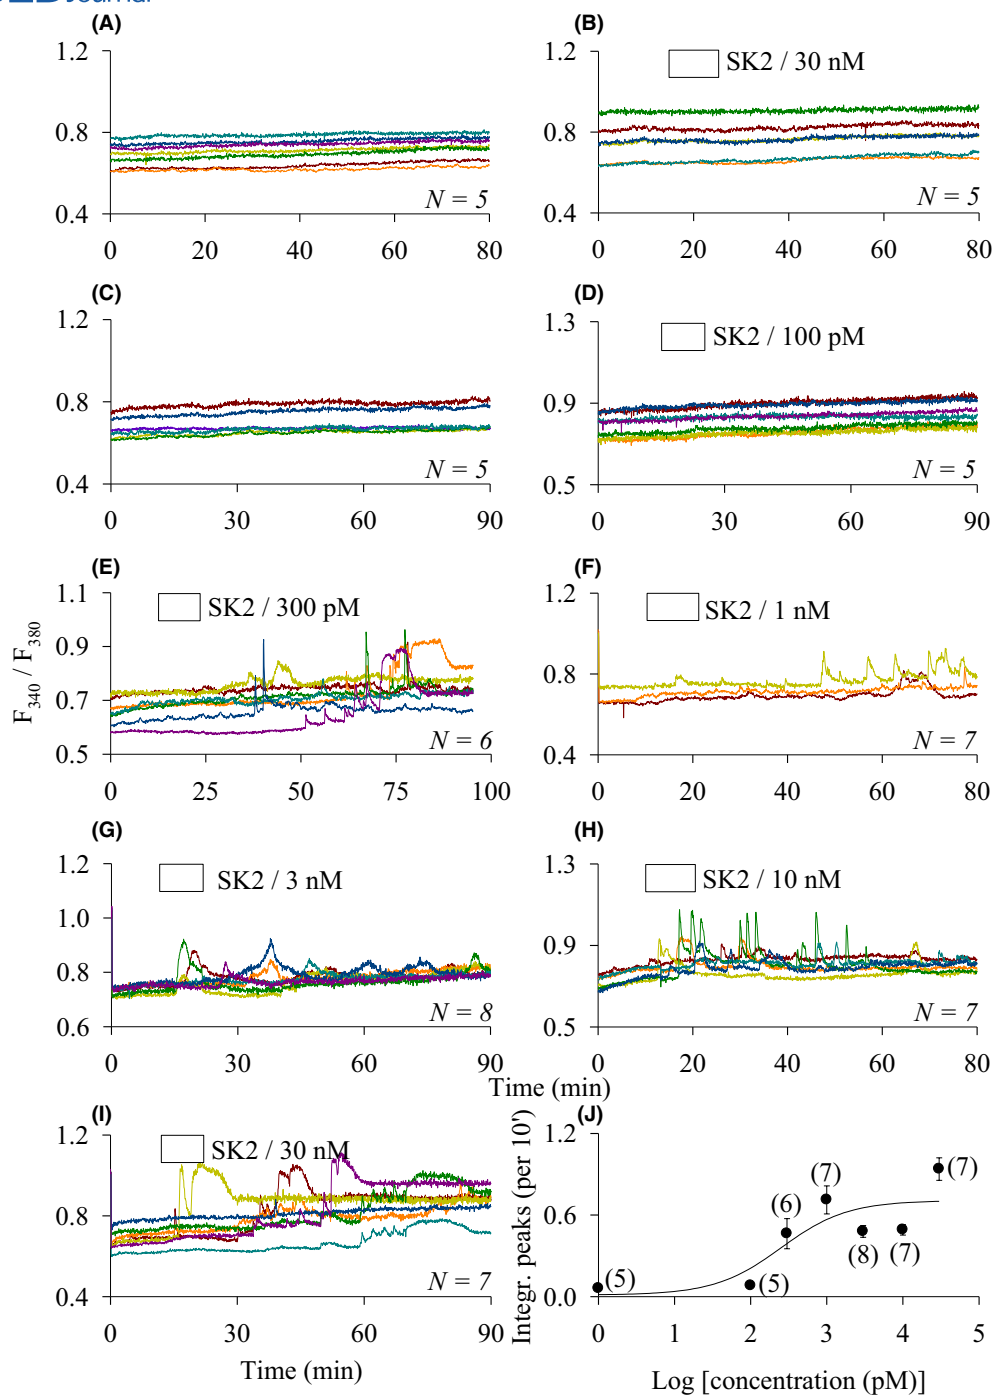 Journal
(A)
1.2
0.8
0.4
N = 5
0 20 40 60 80
(B)
SK2 / 30 nM
1.2
0.8
0.4
N = 5
0 20 40 60 80
(C)
1.2
0.8
0.4
N = 5
0 30 60 90
(D)
SK2 / 100 pM
1.3
0.9
0.5
N = 5
0 30 60 90
(E)
SK2 / 300 pM
1.1
0.9
0.7
0.5
F340 / F380
N = 6
0 25 50 75 100
(F)
SK2 / 1 nM
1.2
0.8
0.4
N = 7
0 20 40 60 80
(G)
SK2 / 3 nM
1.2
1.0
0.8
0.6
N = 8
0 30 60 90
(H)
SK2 / 10 nM
1.3
0.9
0.5
N = 7
0 20 40 60 80
Time (min)
(I)
SK2 / 30 nM
1.2
0.8
0.4
N = 7
0 30 60 90
Time (min)
(J)
Integr. peaks (per 10')
1.2
0.6
0.0
(5)
(5)
(6)
(7)
(8)
(7)
(7)
0 1 2 3 4 5
Log [concentration (pM)]